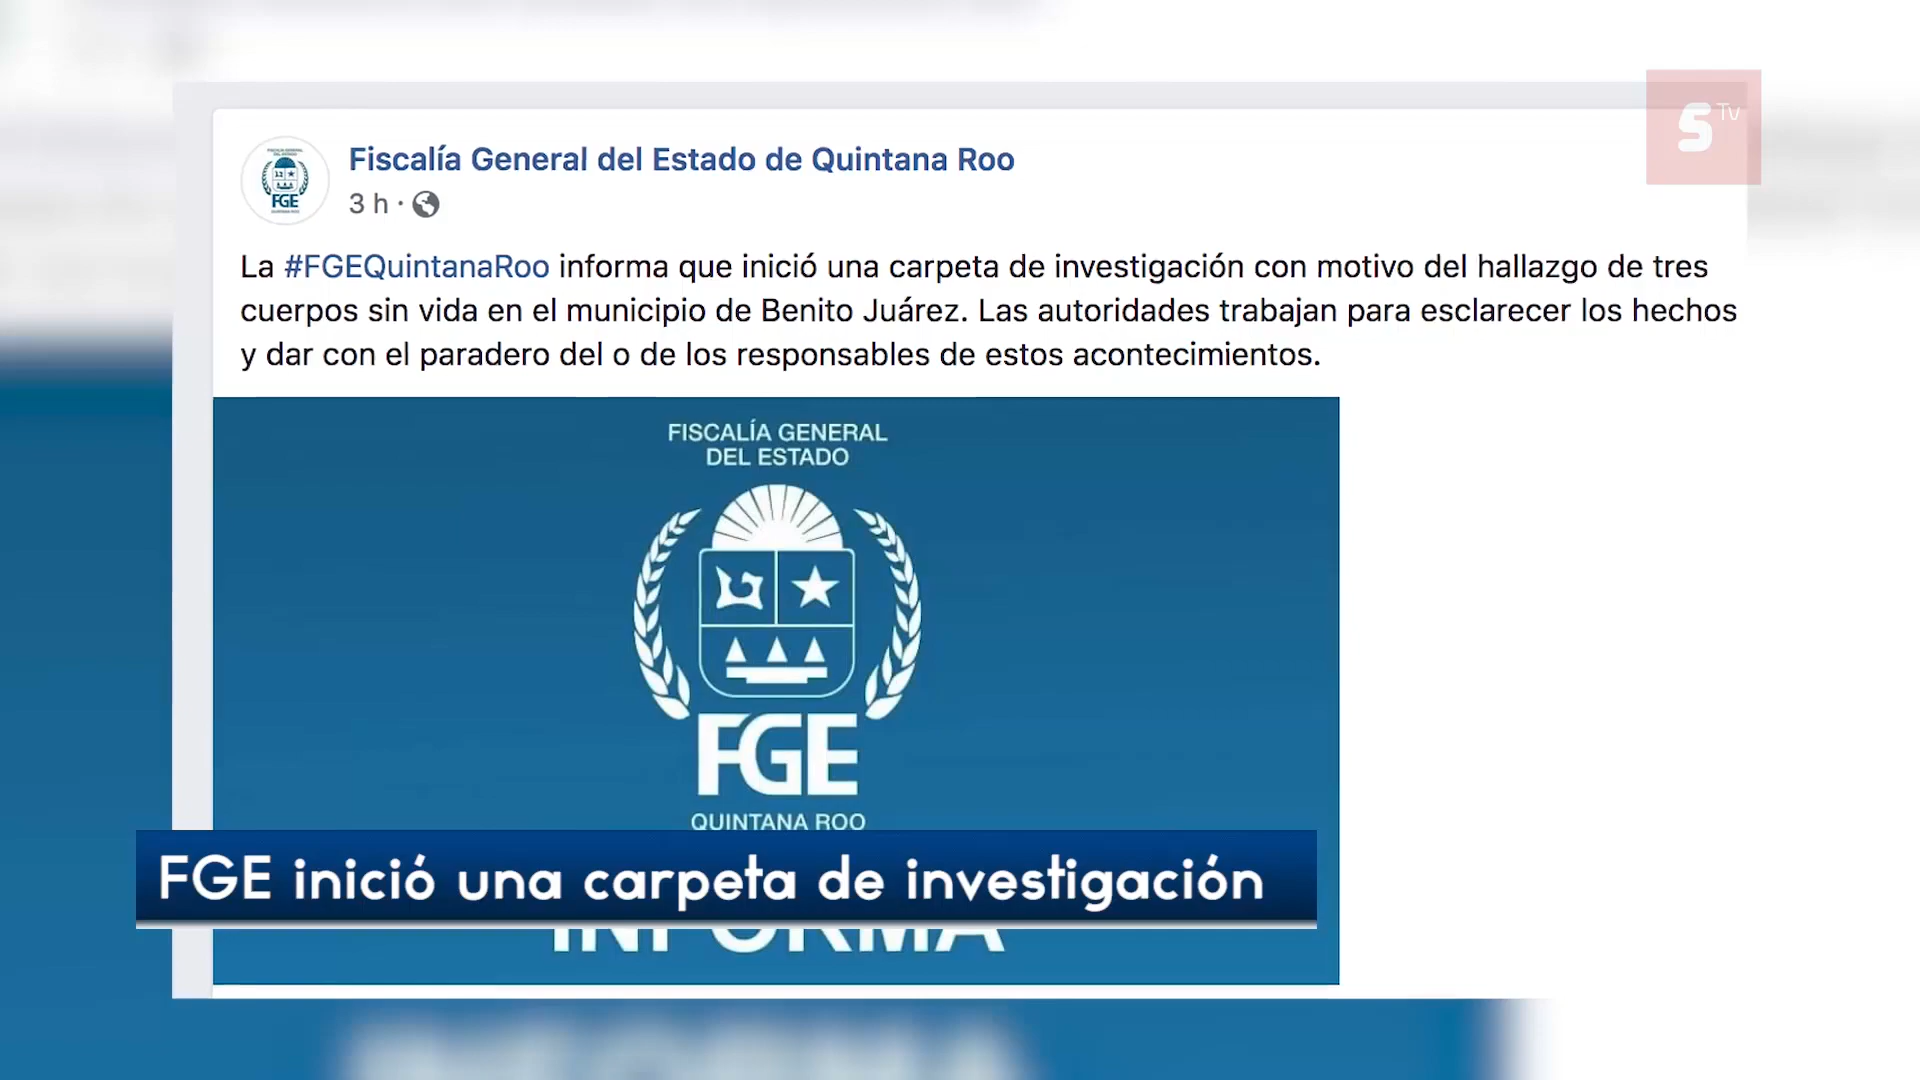 S Tv
Fiscalía General del Estado de Quintana Roo
3 h ·
La #FGEQuintanaRoo informa que inició una carpeta de investigación con motivo del hallazgo de tres
cuerpos sin vida en el municipio de Benito Juárez. Las autoridades trabajan para esclarecer los hechos
y dar con el paradero del o de los responsables de estos acontecimientos.
FISCALÍA GENERAL
DEL ESTADO
FGE
QUINTANA ROO
FGE inició una carpeta de investigación
INFORMA